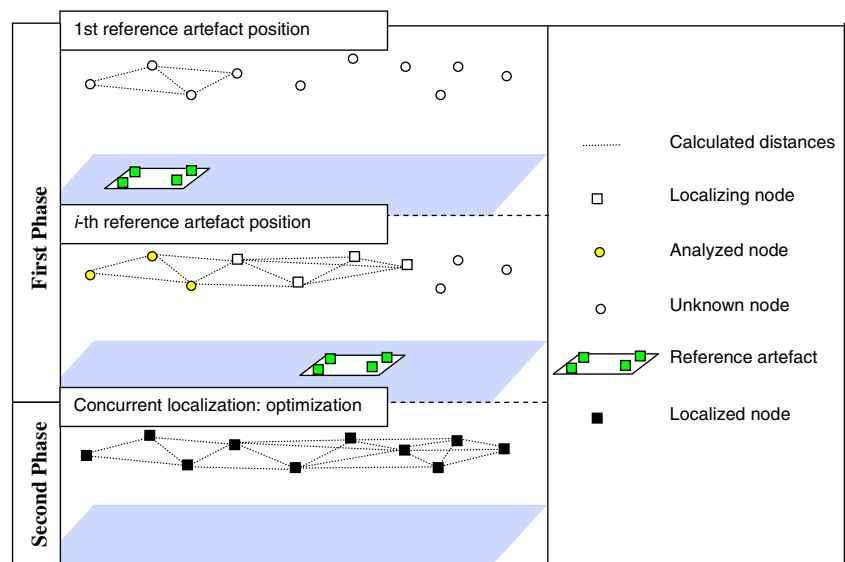 1st reference artefact position
First Phase
i-th reference artefact position
Concurrent localization: optimization
Second Phase
Calculated distances
Localizing node
Analyzed node
Unknown node
Reference artefact
Localized node